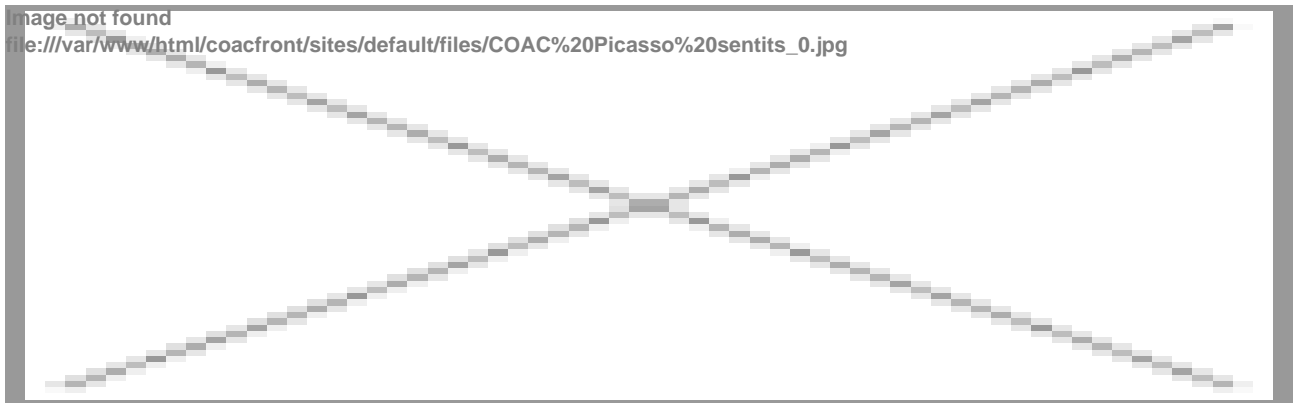 Image not found
file:///var/www/html/coacfront/sites/default/files/COAC%20Picasso%20sentits_0.jpg